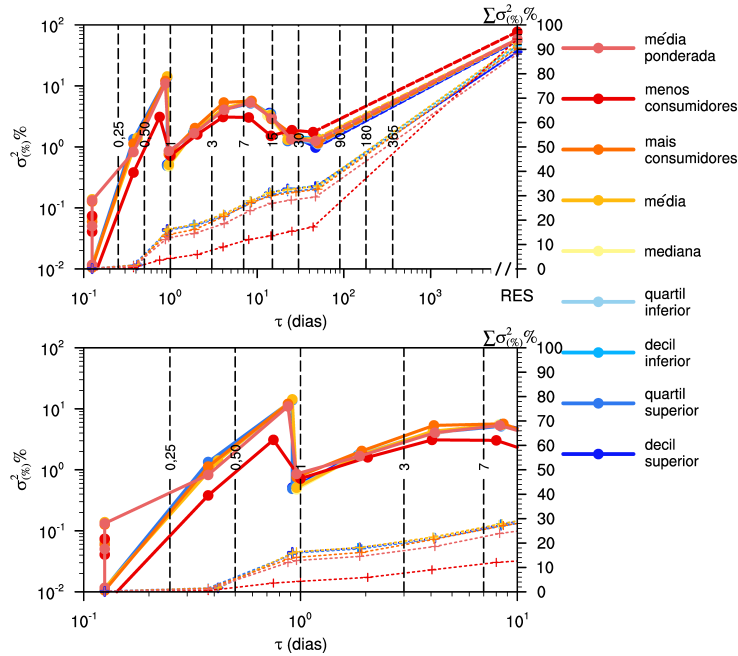 ∑σ²(%)%
10² 100
90
10¹ 80
70
10⁰ 60
50
10⁻¹ 40
30
20
10
10⁻² 0
σ²(%)%
0,25 0,50 1 3 7 15 30 90 180 365
10⁻¹ 10⁰ 10¹ 10² 10³ RES
τ (dias)
∑σ²(%)%
10² 100
90
10¹ 80
70
10⁰ 60
50
10⁻¹ 40
30
20
10
10⁻² 0
σ²(%)%
0,25 0,50 1 3 7
10⁻¹ 10⁰ 10¹
τ (dias)
média
ponderada
menos
consumidores
mais
consumidores
média
mediana
quartil
inferior
decil
inferior
quartil
superior
decil
superior